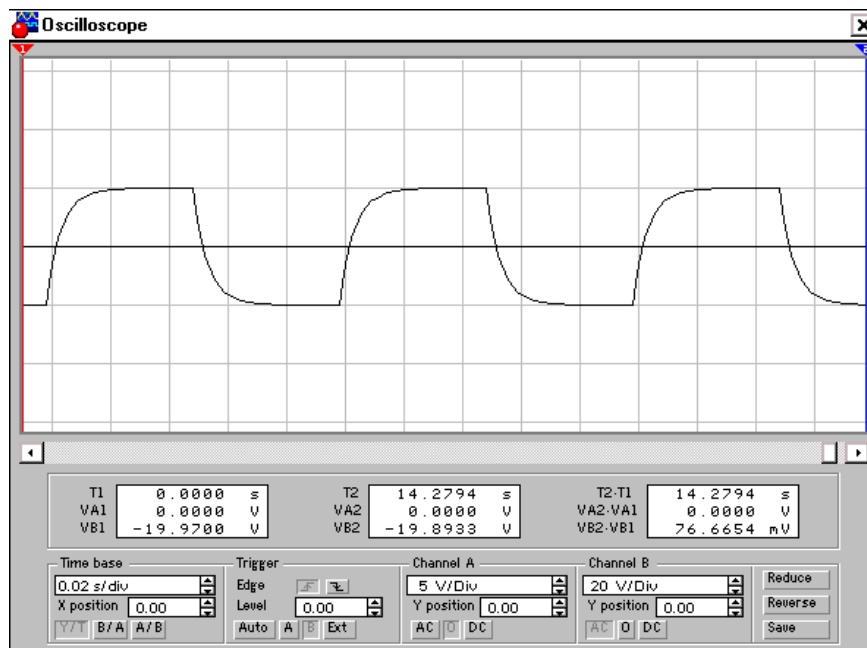 Oscilloscope
1
T1 0.0000 s
VA1 0.0000 V
VB1 -19.9700 V
T2 14.2794 s
VA2 0.0000 V
VB2 -19.8933 V
T2-T1 14.2794 s
VA2-VA1 0.0000 V
VB2-VB1 76.6654 mV
Time base
0.02 s/div
X position 0.00
Y/T B/A A/B
Trigger
Edge
Level 0.00
Auto A B Ext
Channel A
5 V/Div
Y position 0.00
AC 0 DC
Channel B
20 V/Div
Y position 0.00
AC 0 DC
Reduce
Reverse
Save